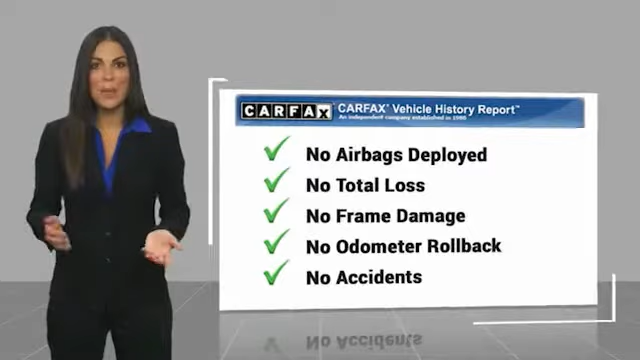 CARFAX CARFAX® Vehicle History Report™
An independent company established in 1986
No Airbags Deployed
No Total Loss
No Frame Damage
No Odometer Rollback
No Accidents